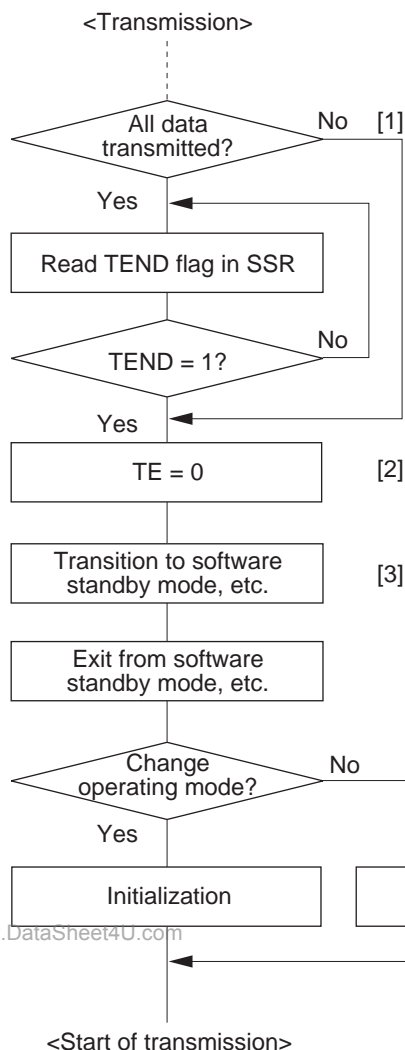 <Transmission>
All data
transmitted?
No [1]
Yes
Read TEND flag in SSR
TEND = 1?
No
Yes
TE = 0
[2]
Transition to software
standby mode, etc.
[3]
Exit from software
standby mode, etc.
Change
operating mode?
No
Yes
Initialization
.DataSheet4U.com
<Start of transmission>